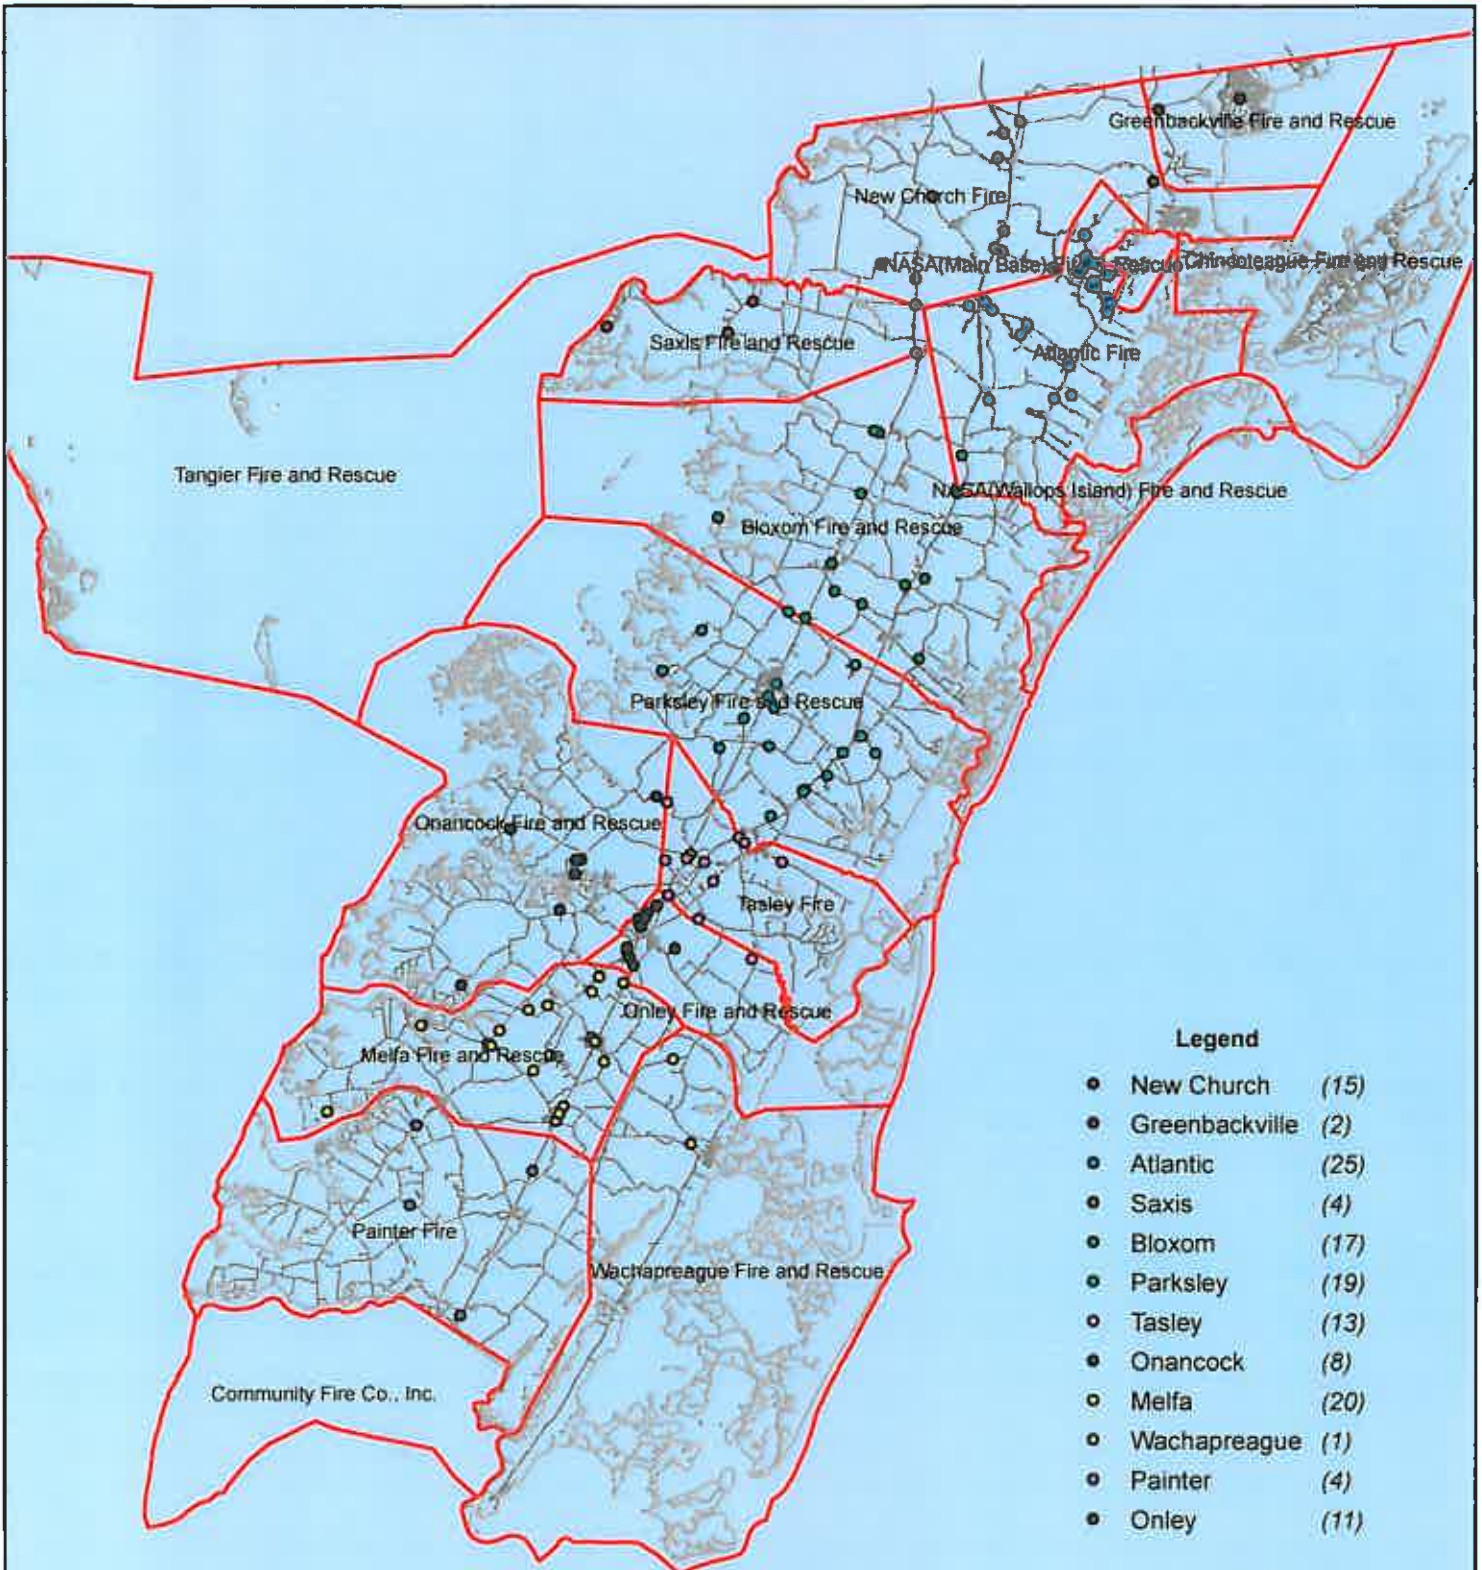 Greenbackville Fire and Rescue
New Church Fire
NASA(Main Base) Fire and Rescue
Chincoteague Fire and Rescue
Saxis Fire and Rescue
Atlantic Fire
Tangier Fire and Rescue
NASA(Wallops Island) Fire and Rescue
Bloxom Fire and Rescue
Parksley Fire and Rescue
Onancock Fire and Rescue
Tasley Fire
Onley Fire and Rescue
Melfa Fire and Rescue
Painter Fire
Wachapreague Fire and Rescue
Community Fire Co., Inc.
Legend
New Church (15)
Greenbackville (2)
Atlantic (25)
Saxis (4)
Bloxom (17)
Parksley (19)
Tasley (13)
Onancock (8)
Melfa (20)
Wachapreague (1)
Painter (4)
Onley (11)